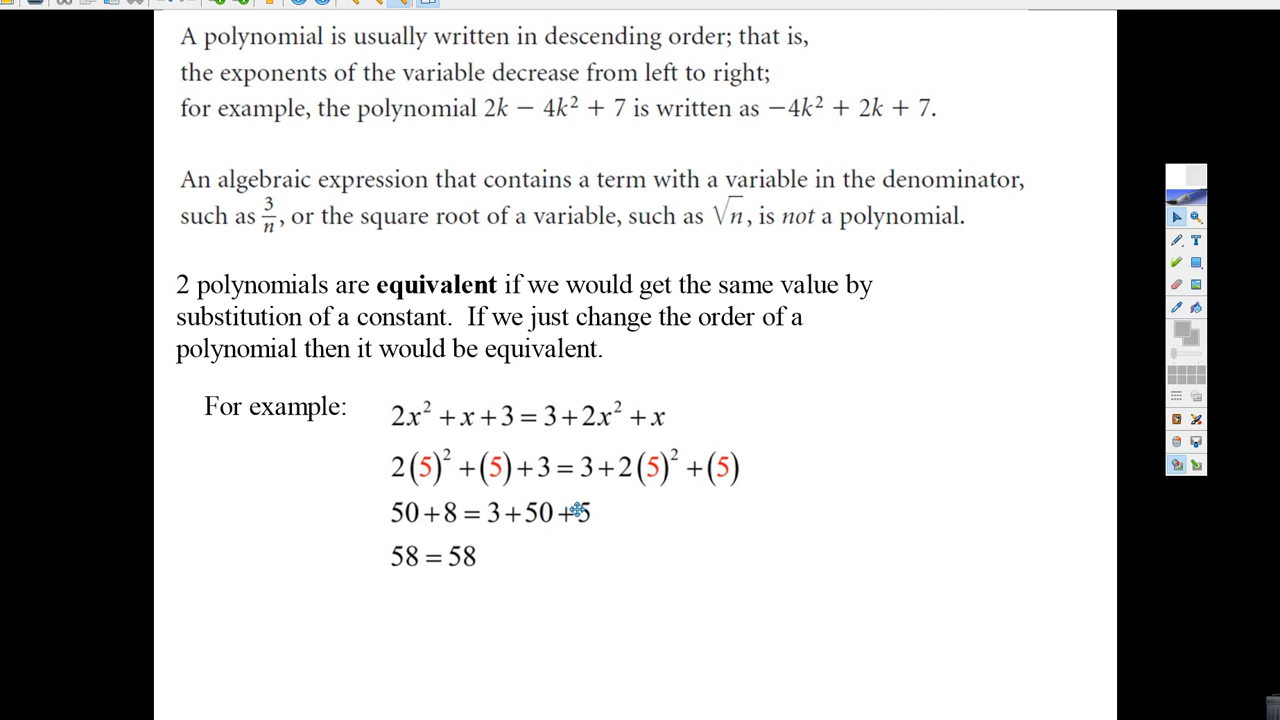 A polynomial is usually written in descending order; that is,
the exponents of the variable decrease from left to right;
for example, the polynomial 2k − 4k² + 7 is written as −4k² + 2k + 7.
An algebraic expression that contains a term with a variable in the denominator,
such as 3/n, or the square root of a variable, such as √n, is not a polynomial.
2 polynomials are equivalent if we would get the same value by
substitution of a constant. If we just change the order of a
polynomial then it would be equivalent.
For example: 2x² + x + 3 = 3 + 2x² + x
2(5)² + (5) + 3 = 3 + 2(5)² + (5)
50 + 8 = 3 + 50 + 5
58 = 58